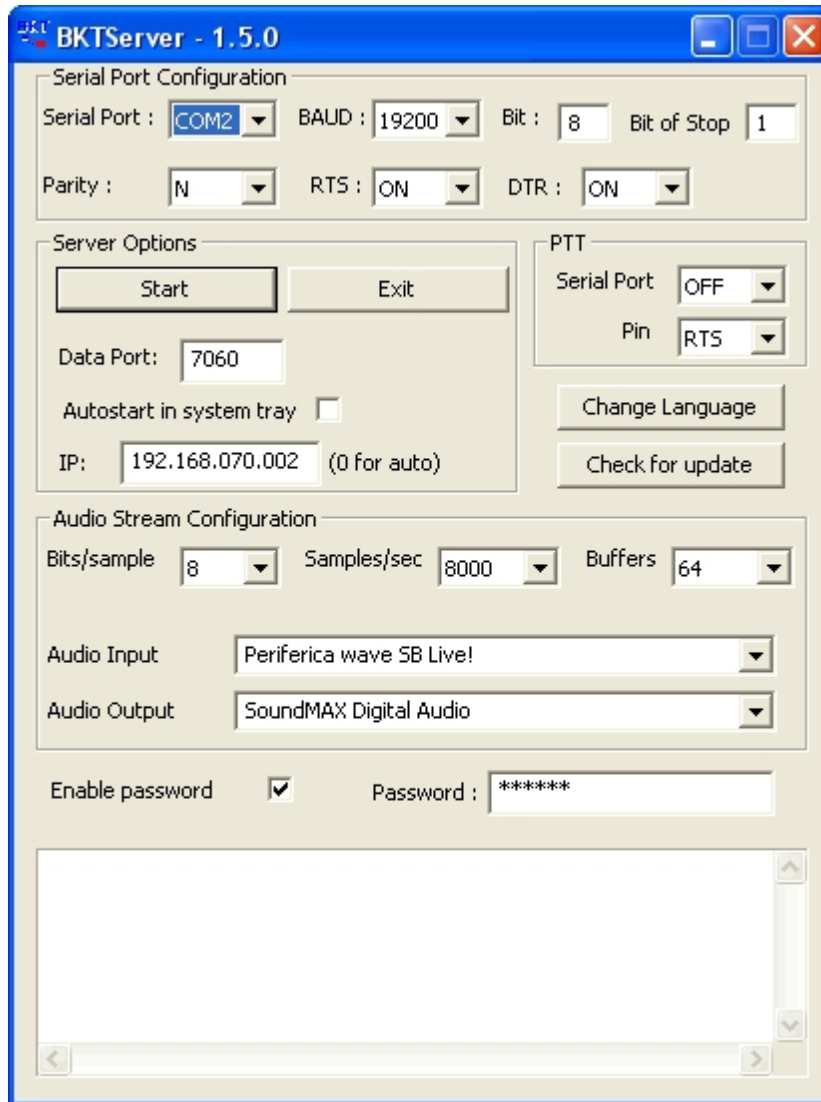 BKT BKTServer - 1.5.0
Serial Port Configuration
Serial Port : COM2 BAUD : 19200 Bit : 8 Bit of Stop 1
Parity : N RTS : ON DTR : ON
Server Options
PTT
Start Exit
Serial Port OFF
Pin RTS
Data Port: 7060
Autostart in system tray
Change Language
IP: 192.168.070.002 (0 for auto)
Check for update
Audio Stream Configuration
Bits/sample 8 Samples/sec 8000 Buffers 64
Audio Input Periferica wave SB Live!
Audio Output SoundMAX Digital Audio
Enable password Password : ******